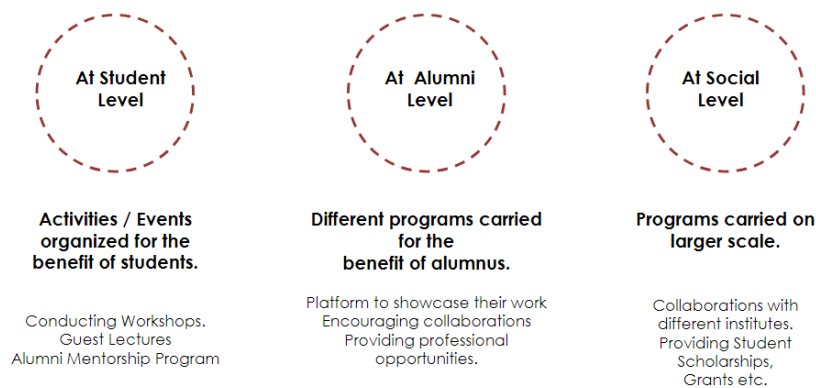 At Student
Level
Activities / Events
organized for the
benefit of students.
Conducting Workshops.
Guest Lectures
Alumni Mentorship Program
At Alumni
Level
Different programs carried
for the
benefit of alumnus.
Platform to showcase their work
Encouraging collaborations
Providing professional
opportunities.
At Social
Level
Programs carried on
larger scale.
Collaborations with
different institutes.
Providing Student
Scholarships,
Grants etc.